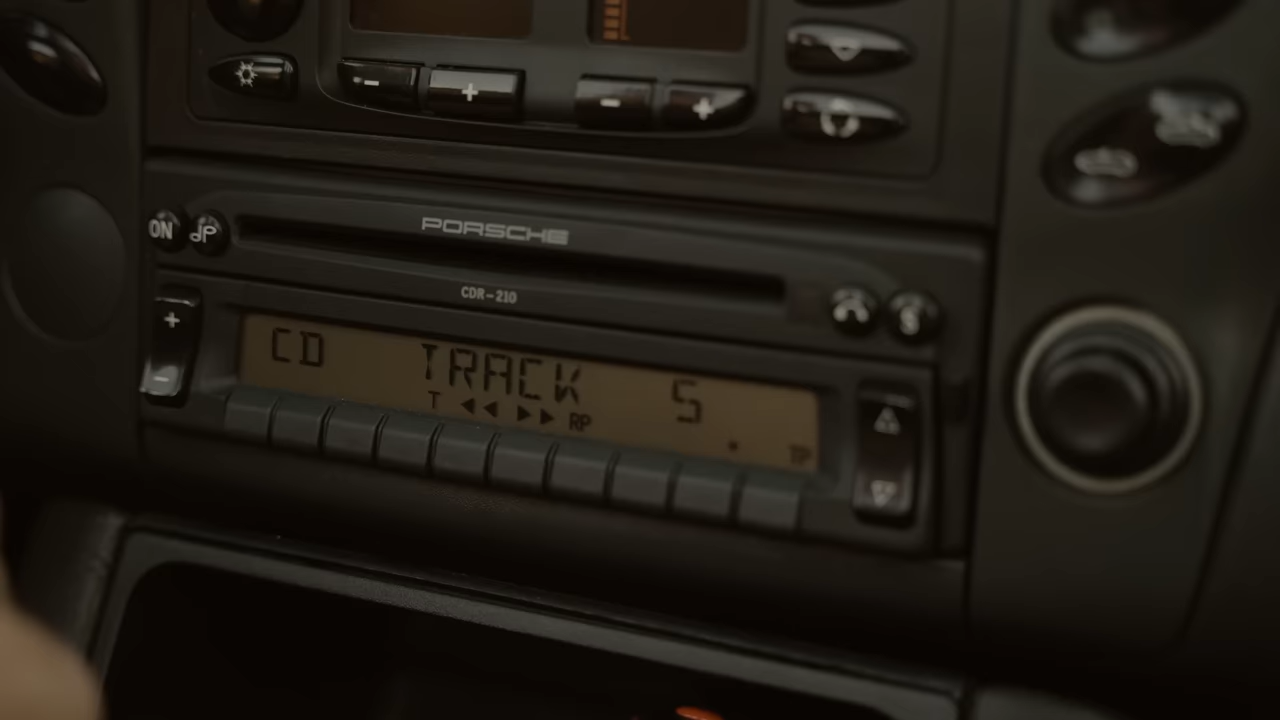 - + - +
ON
PORSCHE
CDR-210
+
-
CD TRACK 5
T RP TP